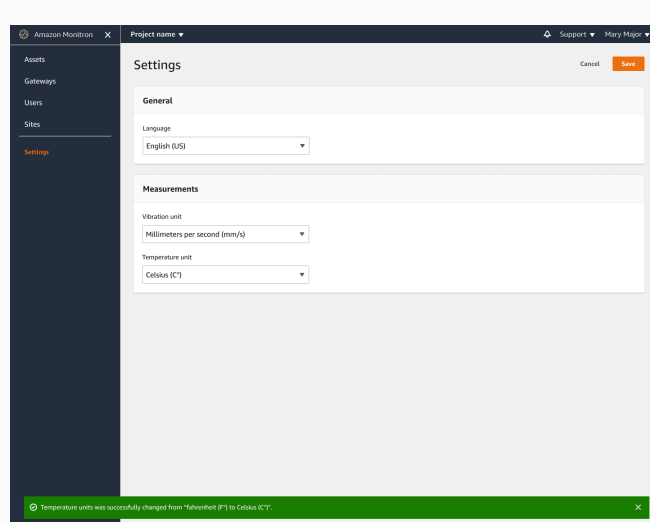 Amazon Monitron X Project name ▼ Support ▼ Mary Major ▼
Assets
Gateways
Users
Sites
Settings
Settings
Cancel Save
General
Language
English (US)
Measurements
Vibration unit
Millimeters per second (mm/s)
Temperature unit
Celsius (C°)
Temperature units was successfully changed from "fahrenheit (F°) to Celsius (C°)".